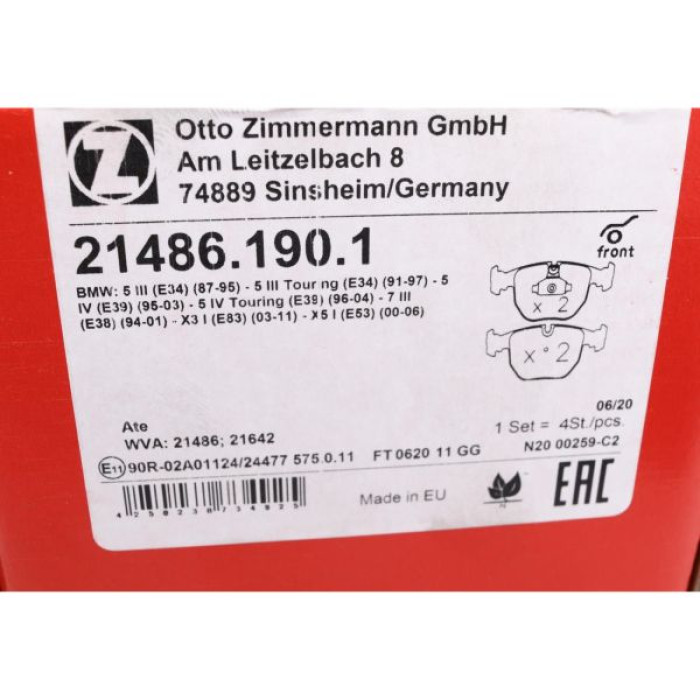 Otto Zimmermann GmbH
Am Leitzelbach 8
74889 Sinsheim/Germany
21486.190.1
front
BMW: 5 III (E34) (87-95) - 5 III Tour ng (E34) (91-97) - 5
IV (E39) (95-03) - 5 IV Touring (E39) (96-04) - 7 III
(E38) (94-01) - X3 I (E83) (03-11) - X5 I (E53) (00-06)
x 2
x 2
Ate
WVA: 21486; 21642
06/20
1 Set = 4St./pcs.
E11 90R-02A01124/24477 575.0.11 FT 0620 11 GG
N20 00259-C2
4250238734825
Made in EU
EAC